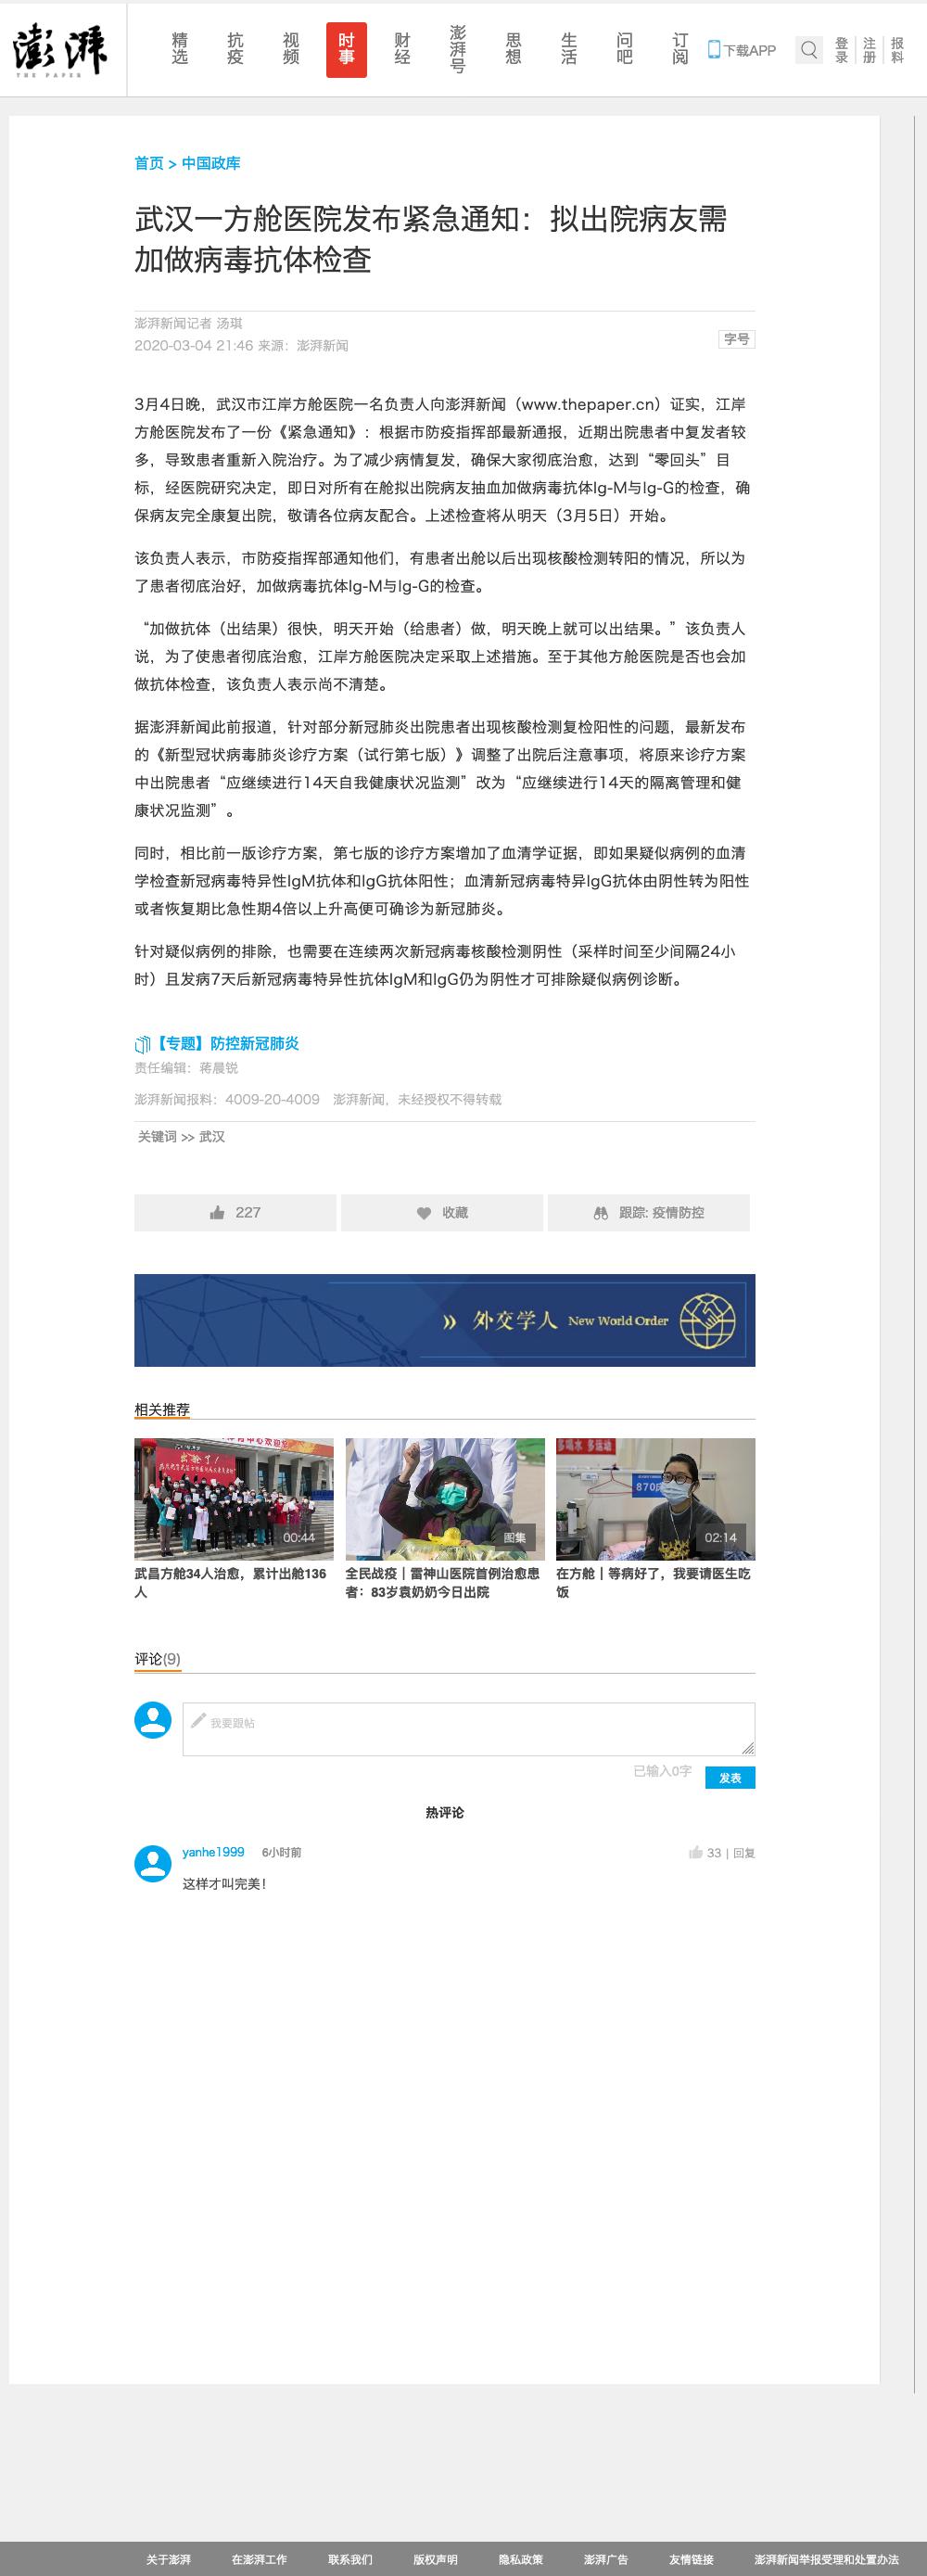 澎湃
THE PAPER
精选
抗疫
视频
时事
财经
澎湃号
思想
生活
问吧
订阅
下载APP
登录
注册
报料
首页 > 中国政库
武汉一方舱医院发布紧急通知：拟出院病友需
加做病毒抗体检查
澎湃新闻记者 汤琪
2020-03-04 21:46 来源：澎湃新闻
字号
3月4日晚，武汉市江岸方舱医院一名负责人向澎湃新闻（www.thepaper.cn）证实，江岸
方舱医院发布了一份《紧急通知》：根据市防疫指挥部最新通报，近期出院患者中复发者较
多，导致患者重新入院治疗。为了减少病情复发，确保大家彻底治愈，达到“零回头”目
标，经医院研究决定，即日对所有在舱拟出院病友抽血加做病毒抗体Ig-M与Ig-G的检查，确
保病友完全康复出院，敬请各位病友配合。上述检查将从明天（3月5日）开始。
该负责人表示，市防疫指挥部通知他们，有患者出舱以后出现核酸检测转阳的情况，所以为
了患者彻底治好，加做病毒抗体Ig-M与Ig-G的检查。
“加做抗体（出结果）很快，明天开始（给患者）做，明天晚上就可以出结果。”该负责人
说，为了使患者彻底治愈，江岸方舱医院决定采取上述措施。至于其他方舱医院是否也会加
做抗体检查，该负责人表示尚不清楚。
据澎湃新闻此前报道，针对部分新冠肺炎出院患者出现核酸检测复检阳性的问题，最新发布
的《新型冠状病毒肺炎诊疗方案（试行第七版）》调整了出院后注意事项，将原来诊疗方案
中出院患者“应继续进行14天自我健康状况监测”改为“应继续进行14天的隔离管理和健
康状况监测”。
同时，相比前一版诊疗方案，第七版的诊疗方案增加了血清学证据，即如果疑似病例的血清
学检查新冠病毒特异性IgM抗体和IgG抗体阳性；血清新冠病毒特异IgG抗体由阴性转为阳性
或者恢复期比急性期4倍以上升高便可确诊为新冠肺炎。
针对疑似病例的排除，也需要在连续两次新冠病毒核酸检测阴性（采样时间至少间隔24小
时）且发病7天后新冠病毒特异性抗体IgM和IgG仍为阴性才可排除疑似病例诊断。
【专题】防控新冠肺炎
责任编辑：蒋晨锐
澎湃新闻报料：4009-20-4009 澎湃新闻，未经授权不得转载
关键词 >> 武汉
227
收藏
跟踪: 疫情防控
» 外交学人 New World Order
相关推荐
00:44
图集
多喝水 多运动
870
02:14
武昌方舱34人治愈，累计出舱136
人
全民战疫｜雷神山医院首例治愈患
者：83岁袁奶奶今日出院
在方舱丨等病好了，我要请医生吃
饭
评论(9)
我要跟帖
已输入0字
发表
热评论
yanhe1999 6小时前
33 | 回复
这样才叫完美！
关于澎湃
在澎湃工作
联系我们
版权声明
隐私政策
澎湃广告
友情链接
澎湃新闻举报受理和处置办法